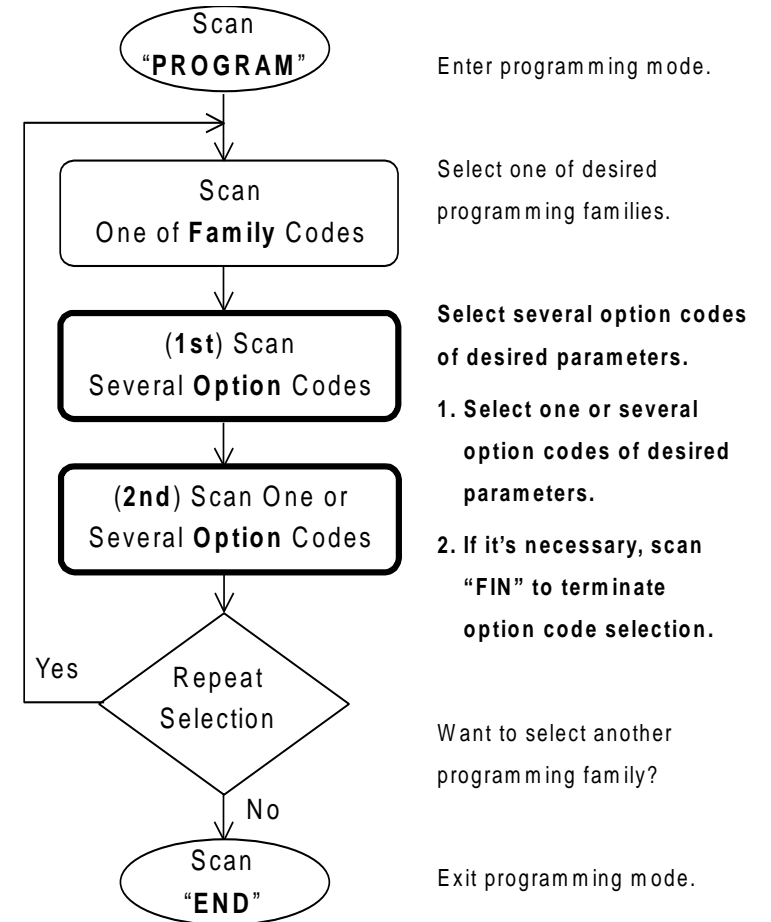 Scan
“PROGRAM”
Enter programming mode.
Scan
One of Family Codes
Select one of desired
programming families.
(1st) Scan
Several Option Codes
Select several option codes
of desired parameters.
1. Select one or several
option codes of desired
parameters.
(2nd) Scan One or
Several Option Codes
2. If it’s necessary, scan
“FIN” to terminate
option code selection.
Yes
Repeat
Selection
Want to select another
programming family?
No
Scan
“END”
Exit programming mode.